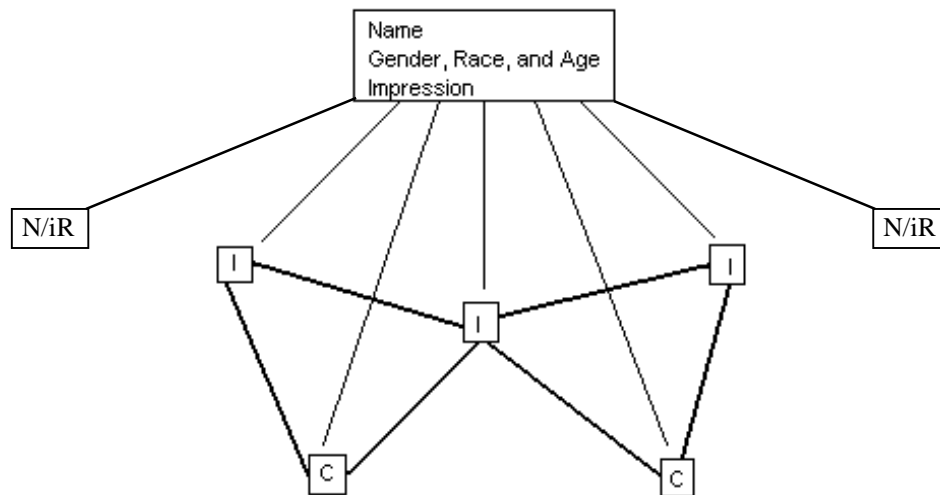 Name
Gender, Race, and Age
Impression
N/iR
N/iR
I
I
I
C
C